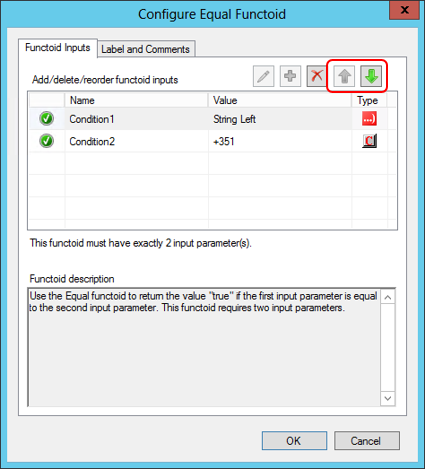 Configure Equal Functoid
x
Functoid Inputs
Label and Comments
Add/delete/reorder functoid inputs
Name
Value
Type
Condition1
String Left
...)
Condition2
+351
C
This functoid must have exactly 2 input parameter(s).
Functoid description
Use the Equal functoid to return the value "true" if the first input parameter is equal
to the second input parameter. This functoid requires two input parameters.
OK
Cancel